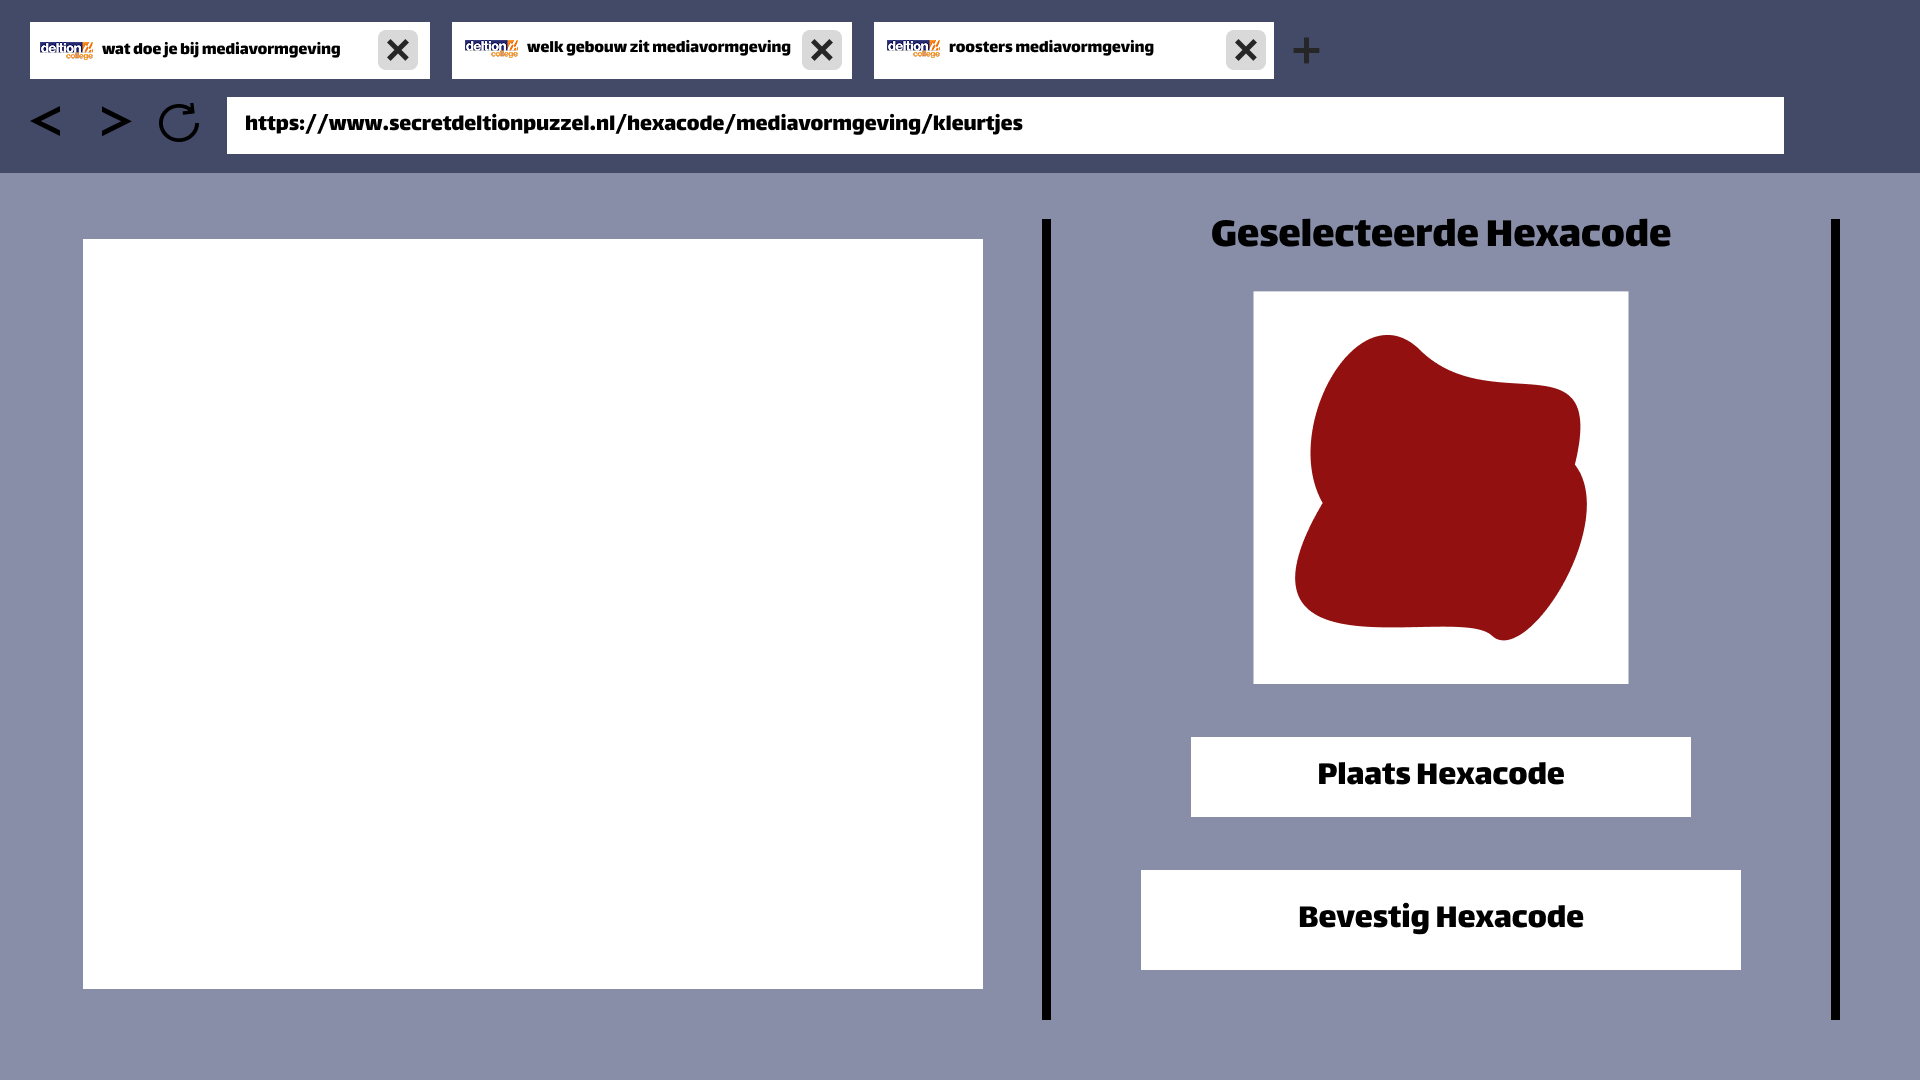 deltion college wat doe je bij mediavormgeving
deltion college welk gebouw zit mediavormgeving
deltion college roosters mediavormgeving
https://www.secretdeltionpuzzel.nl/hexacode/mediavormgeving/kleurtjes
Geselecteerde Hexacode
Plaats Hexacode
Bevestig Hexacode